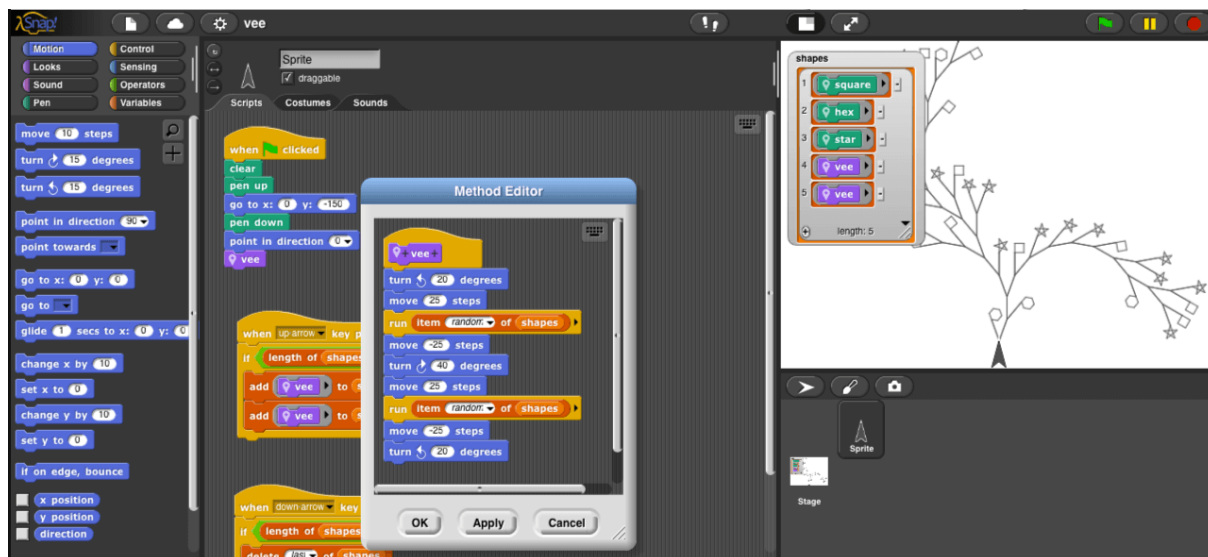 Snap!
vee
Motion
Control
Looks
Sensing
Sound
Operators
Pen
Variables
move 10 steps
turn 15 degrees
turn 15 degrees
point in direction 90
point towards
go to x: 0 y: 0
go to
glide 1 secs to x: 0 y: 0
change x by 10
set x to 0
change y by 10
set y to 0
if on edge, bounce
x position
y position
direction
Sprite
draggable
Scripts
Costumes
Sounds
when clicked
clear
pen up
go to x: 0 y: -150
pen down
point in direction 0
vee
when up arrow key
if length of shapes
add vee to
add vee to
when down arrow key
if length of shapes
delete of shapes
Method Editor
vee
turn 20 degrees
move 25 steps
run item random of shapes
move -25 steps
turn 40 degrees
move 25 steps
run item random of shapes
move -25 steps
turn 20 degrees
OK
Apply
Cancel
shapes
1 square
2 hex
3 star
4 vee
5 vee
length: 5
Sprite
Stage